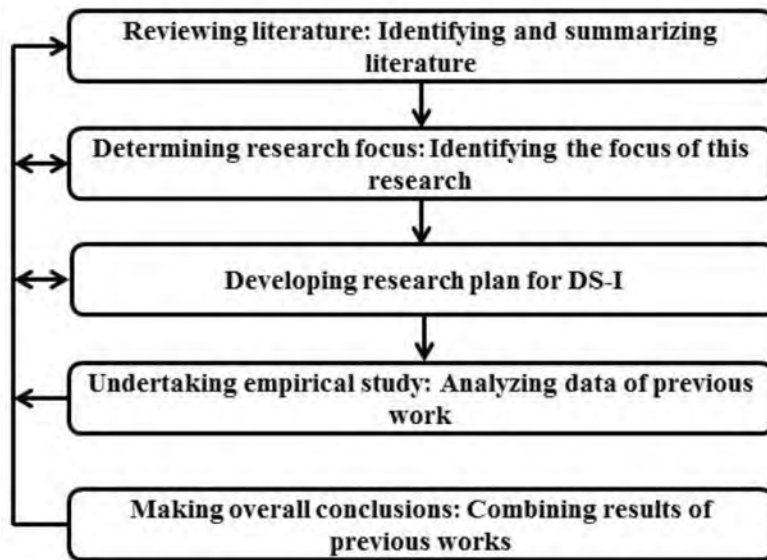 Reviewing literature: Identifying and summarizing
literature
Determining research focus: Identifying the focus of this
research
Developing research plan for DS-I
Undertaking empirical study: Analyzing data of previous
work
Making overall conclusions: Combining results of
previous works